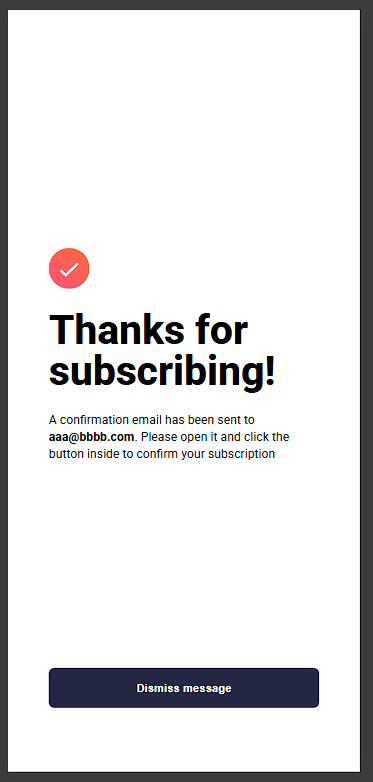 Thanks for
subscribing!
A confirmation email has been sent to
aaa@bbbb.com. Please open it and click the
button inside to confirm your subscription
Dismiss message